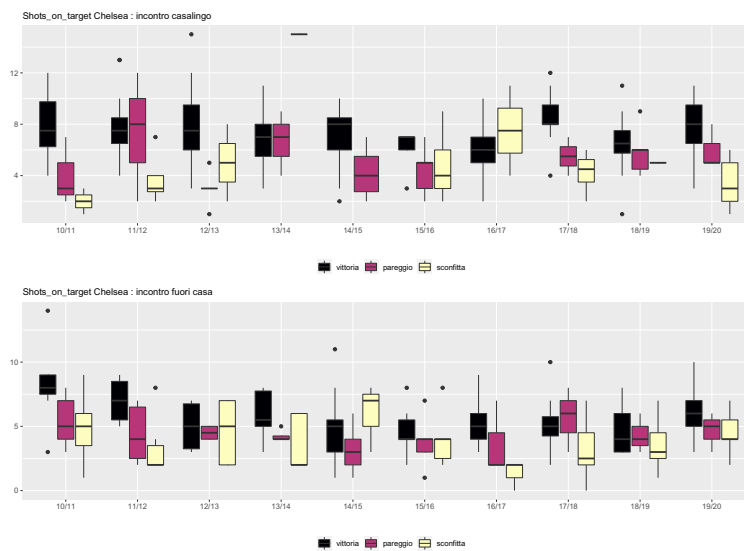 Shots_on_target Chelsea : incontro casalingo
12
8
4
10/11 11/12 12/13 13/14 14/15 15/16 16/17 17/18 18/19 19/20
vittoria pareggio sconfitta
Shots_on_target Chelsea : incontro fuori casa
10
5
0
10/11 11/12 12/13 13/14 14/15 15/16 16/17 17/18 18/19 19/20
vittoria pareggio sconfitta